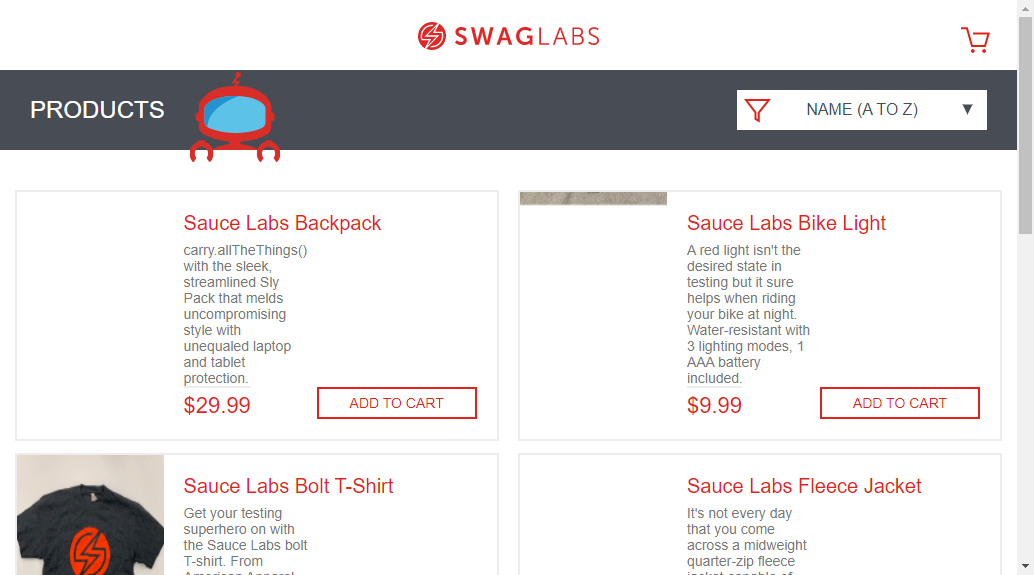 SWAGLABS
PRODUCTS
NAME (A TO Z)
Sauce Labs Backpack
carry.allTheThings()
with the sleek,
streamlined Sly
Pack that melds
uncompromising
style with
unequaled laptop
and tablet
protection.
$29.99
ADD TO CART
Sauce Labs Bike Light
A red light isn't the
desired state in
testing but it sure
helps when riding
your bike at night.
Water-resistant with
3 lighting modes, 1
AAA battery
included.
$9.99
ADD TO CART
Sauce Labs Bolt T-Shirt
Get your testing
superhero on with
the Sauce Labs bolt
T-shirt. From
American Apparel,
Sauce Labs Fleece Jacket
It's not every day
that you come
across a midweight
quarter-zip fleece
jacket capable of